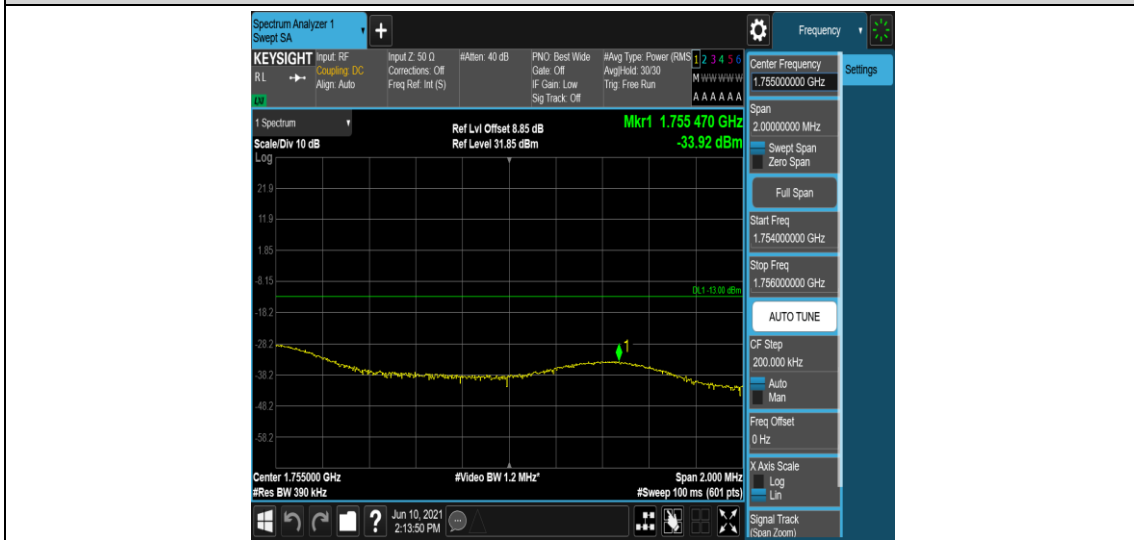 Spectrum Analyzer 1
Swept SA
+
Frequency
KEYSIGHT
RL
LXI
Input: RF
Coupling: DC
Align: Auto
Input Z: 50 Ω
Corrections: Off
Freq Ref: Int (S)
#Atten: 40 dB
PNO: Best Wide
Gate: Off
IF Gain: Low
Sig Track: Off
#Avg Type: Power (RMS
Avg|Hold: 30/30
Trig: Free Run
1 2 3 4 5 6
M W W W W W
A A A A A A
1 Spectrum
Scale/Div 10 dB
Log
Ref Lvl Offset 8.85 dB
Ref Level 31.85 dBm
Mkr1 1.755 470 GHz
-33.92 dBm
21.9
11.9
1.85
-8.15
DL1 -13.00 dBm
-18.2
-28.2
1
-38.2
-48.2
-58.2
Center 1.755000 GHz
#Res BW 390 kHz
#Video BW 1.2 MHz*
Span 2.000 MHz
#Sweep 100 ms (601 pts)
?
Jun 10, 2021
2:13:50 PM
Center Frequency
1.755000000 GHz
Settings
Span
2.00000000 MHz
Swept Span
Zero Span
Full Span
Start Freq
1.754000000 GHz
Stop Freq
1.756000000 GHz
AUTO TUNE
CF Step
200.000 kHz
Auto
Man
Freq Offset
0 Hz
X Axis Scale
Log
Lin
Signal Track
(Span Zoom)